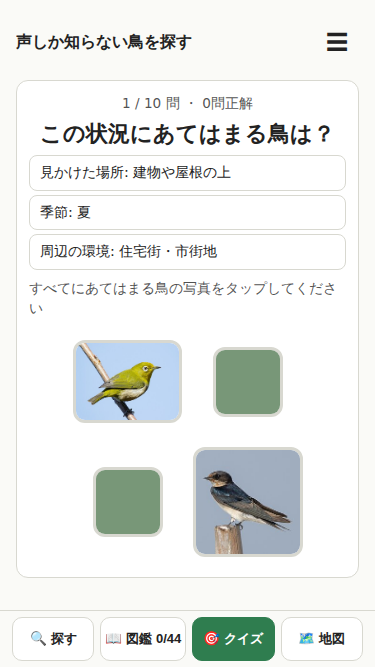 声しか知らない鳥を探す
1 / 10 問 ・ 0問正解
この状況にあてはまる鳥は？
見かけた場所: 建物や屋根の上
季節: 夏
周辺の環境: 住宅街・市街地
すべてにあてはまる鳥の写真をタップしてくださ
い
探す
図鑑 0/44
クイズ
地図